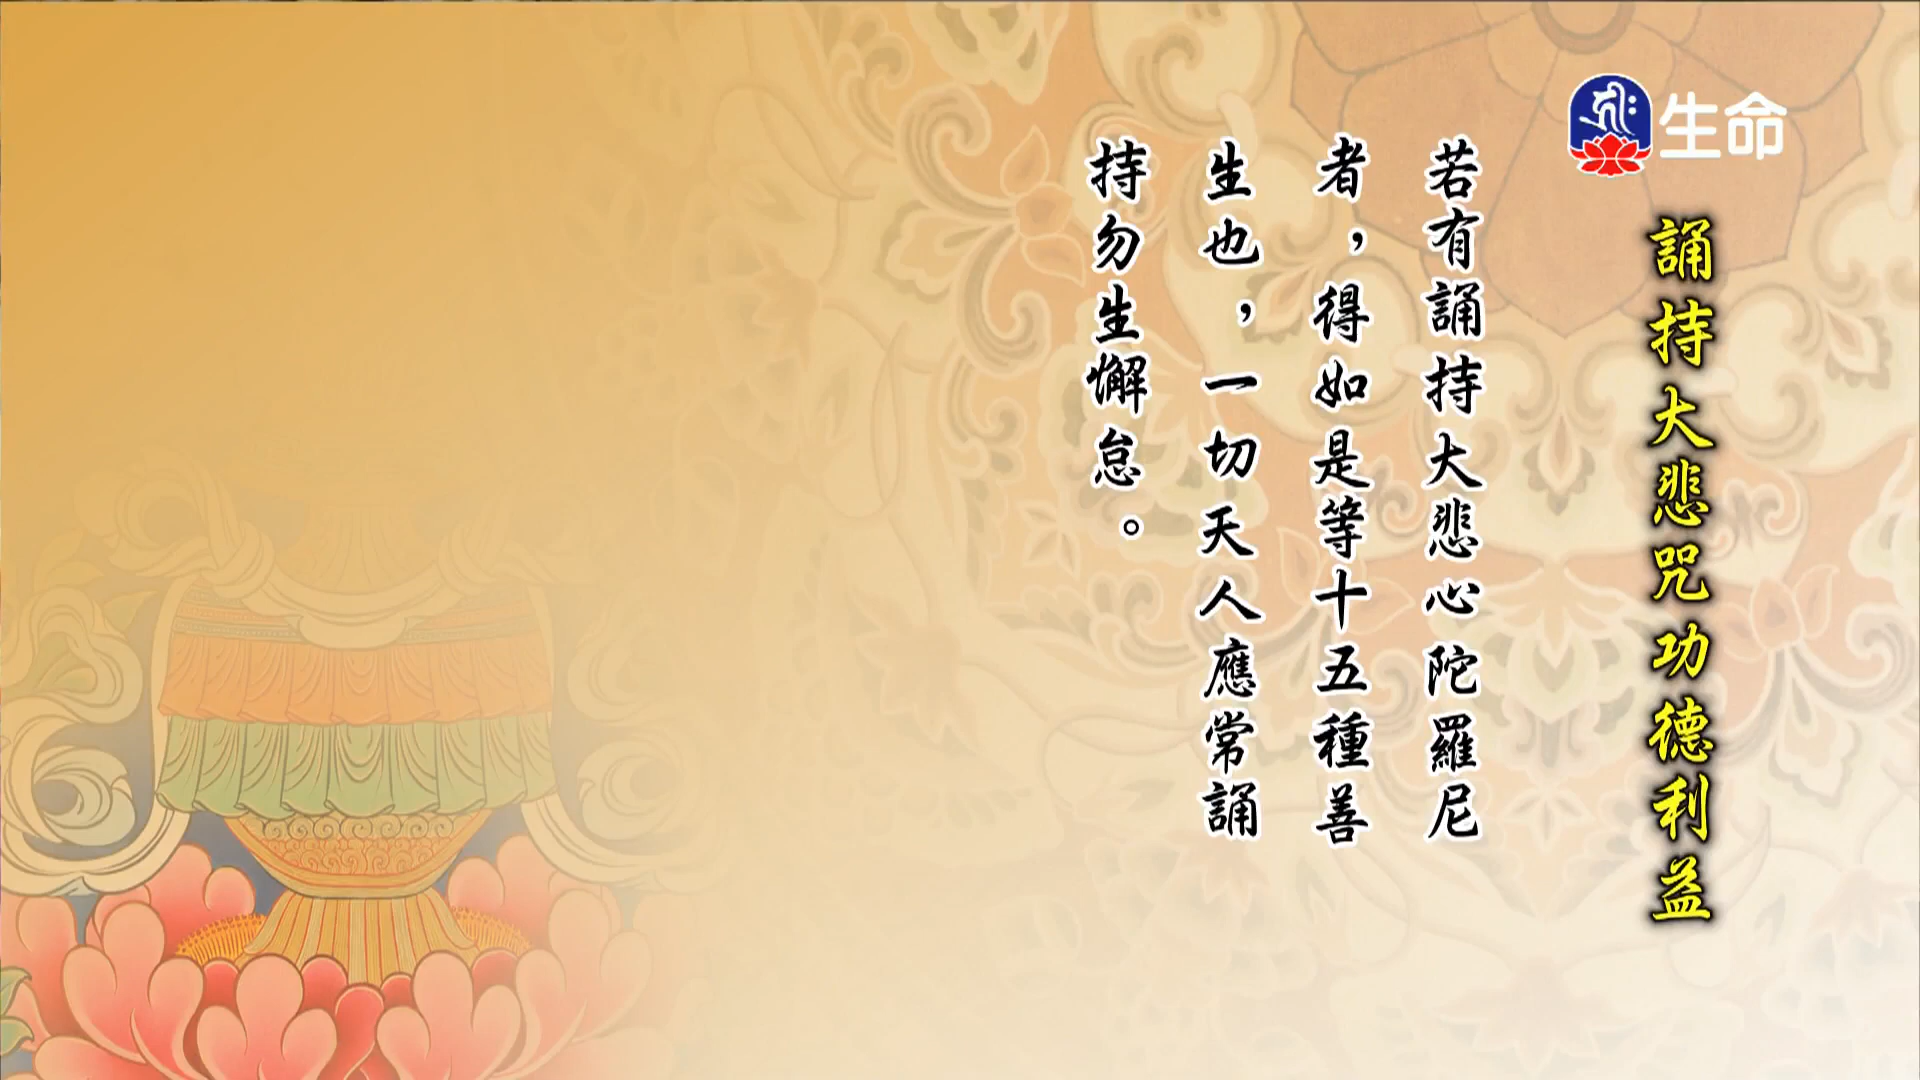 生命
誦持大悲咒功德利益
若有誦持大悲心陀羅尼
者，得如是等十五種善
生也，一切天人應常誦
持勿生懈怠。